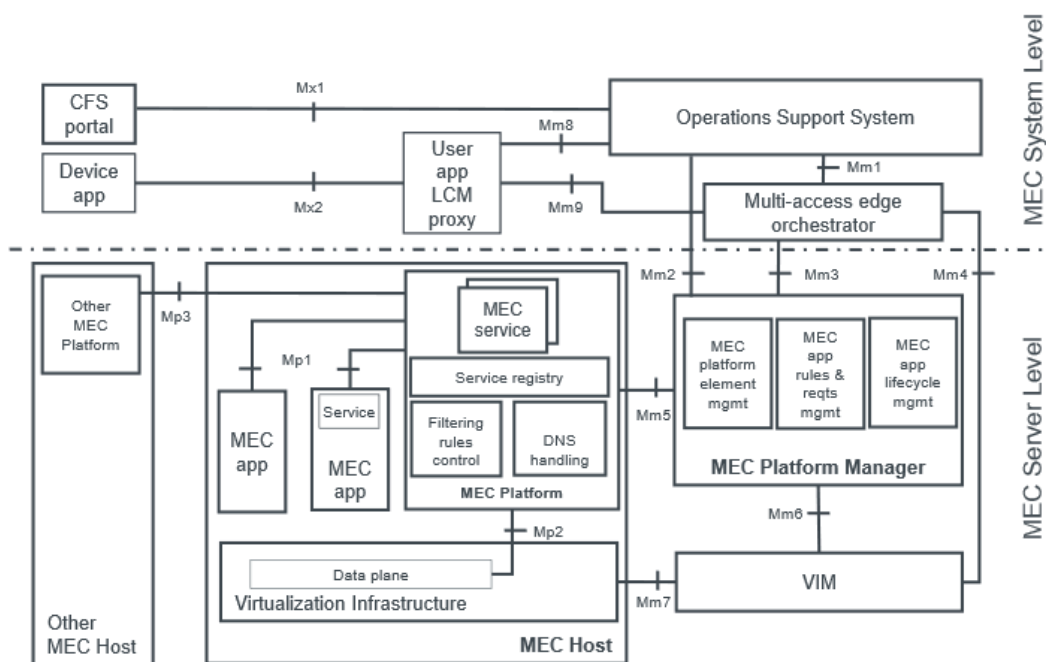 MEC System Level
CFS
portal
Mx1
Operations Support System
Device
app
Mx2
User
app
LCM
proxy
Mm8
Mm9
Mm1
Multi-access edge
orchestrator
Mm2
Mm3
Mm4
MEC Server Level
Other
MEC
Platform
Mp3
MEC
service
Mp1
Service registry
MEC
app
Service
MEC
app
Filtering
rules
control
DNS
handling
MEC Platform
Mm5
MEC
platform
element
mgmt
MEC
app
rules &
reqts
mgmt
MEC
app
lifecycle
mgmt
MEC Platform Manager
Mm6
Mp2
Data plane
Virtualization Infrastructure
Mm7
VIM
Other
MEC Host
MEC Host